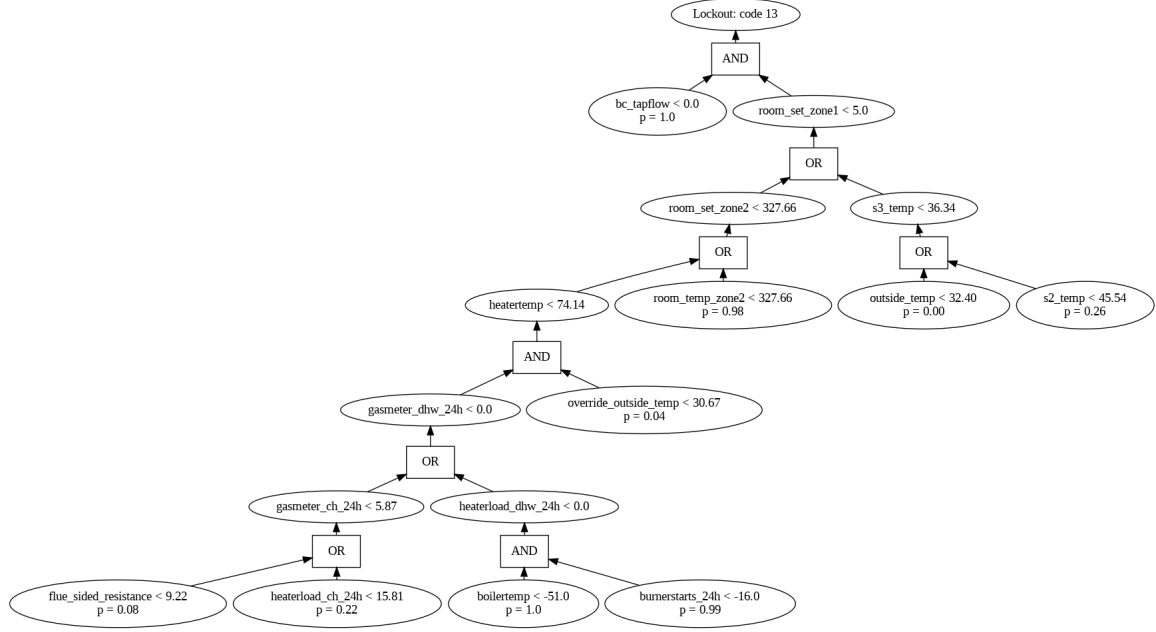 Lockout: code 13
AND
bc_tapflow < 0.0
p = 1.0
room_set_zone1 < 5.0
OR
room_set_zone2 < 327.66
s3_temp < 36.34
OR
OR
heatertemp < 74.14
room_temp_zone2 < 327.66
p = 0.98
outside_temp < 32.40
p = 0.00
s2_temp < 45.54
p = 0.26
AND
gasmeter_dhw_24h < 0.0
override_outside_temp < 30.67
p = 0.04
OR
gasmeter_ch_24h < 5.87
heaterload_dhw_24h < 0.0
OR
AND
flue_sided_resistance < 9.22
p = 0.08
heaterload_ch_24h < 15.81
p = 0.22
boilertemp < -51.0
p = 1.0
burnerstarts_24h < -16.0
p = 0.99